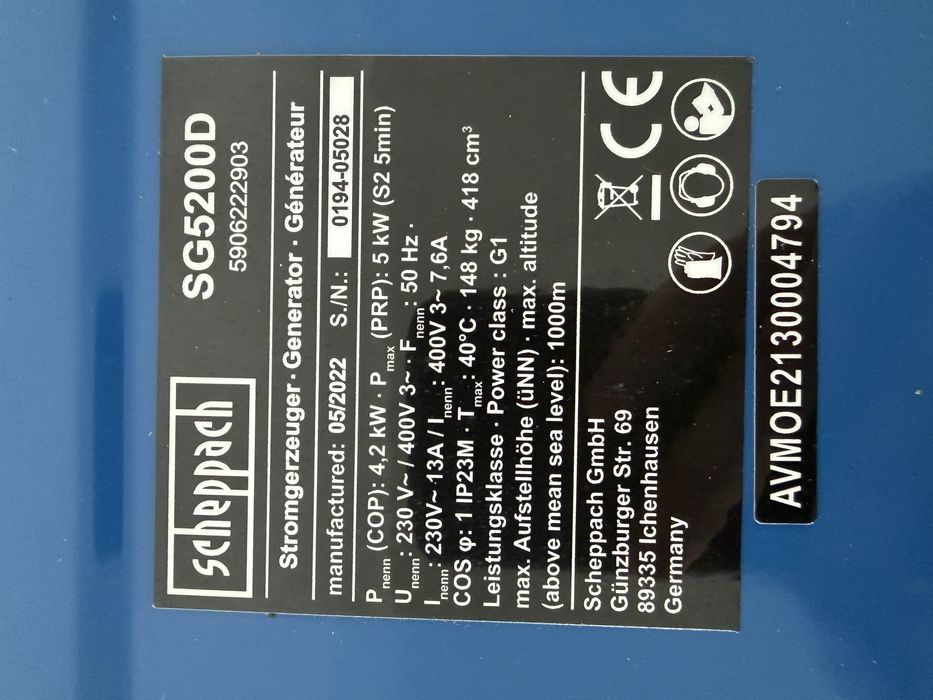 scheppach
SG5200D
5906222903
Stromgerzeuger · Generator · Générateur
manufactured: 05/2022 S./N.: 0194-05028
Pnenn (COP): 4,2 kW · Pmax (PRP): 5 kW (S2 5min)
Unenn: 230 V~ / 400V 3~ · Fnenn: 50 Hz ·
Inenn: 230V~ 13A / Inenn: 400V 3~ 7,6A
COS φ: 1 IP23M · Tmax: 40°C · 148 kg · 418 cm³
Leistungsklasse · Power class : G1
max. Aufstellhöhe (üNN) · max. altitude
(above mean sea level): 1000m
Scheppach GmbH
Günzburger Str. 69
89335 Ichenhausen
Germany
CE
AVMOE2130004794